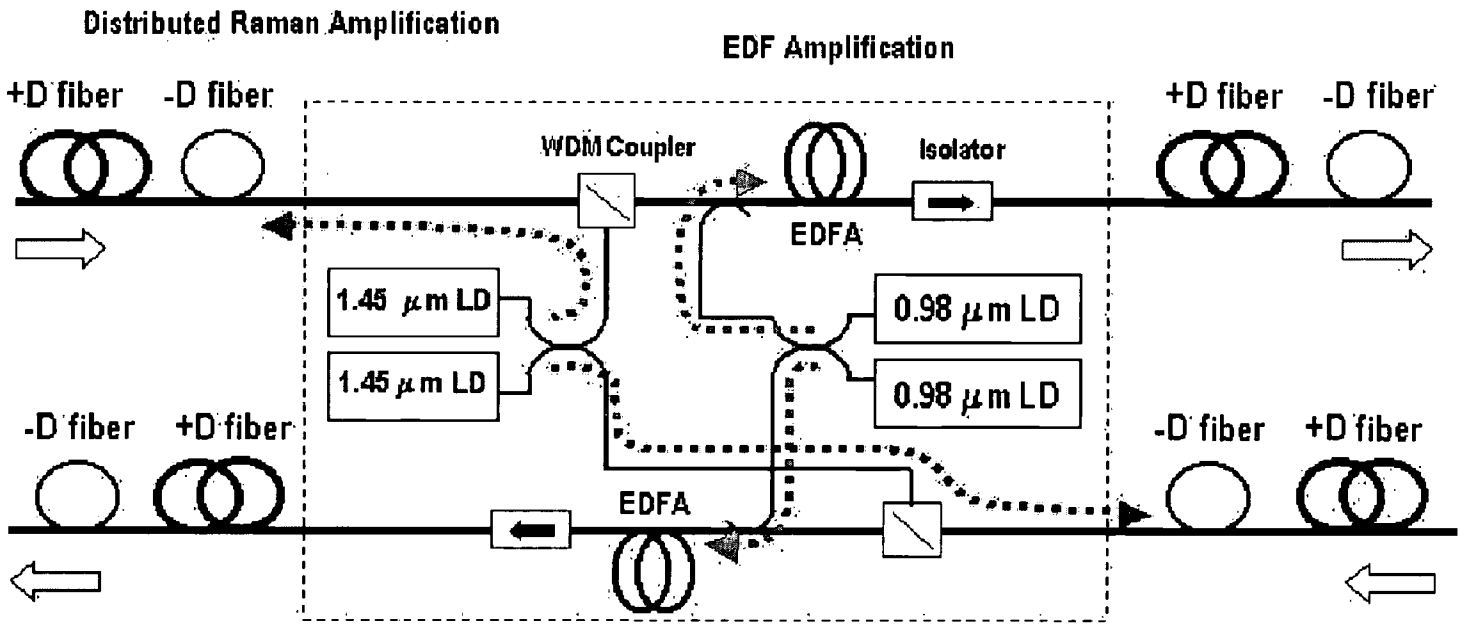 Distributed Raman Amplification
EDF Amplification
+D fiber
-D fiber
+D fiber
-D fiber
WDM Coupler
Isolator
EDFA
1.45 μm LD
0.98 μm LD
1.45 μm LD
0.98 μm LD
-D fiber
+D fiber
-D fiber
+D fiber
EDFA